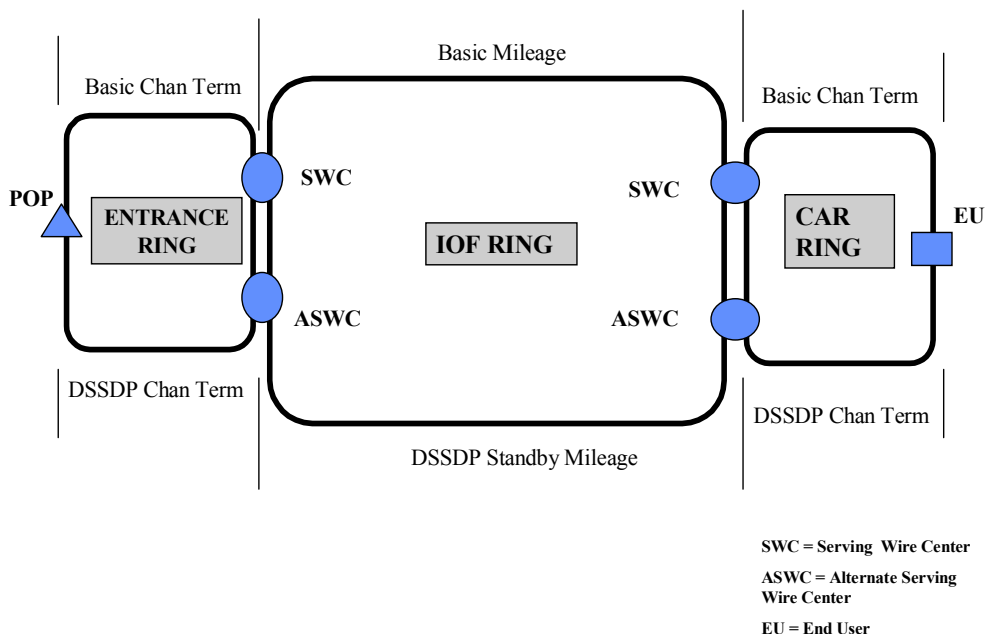 Basic Mileage
Basic Chan Term
Basic Chan Term
POP
SWC
SWC
EU
ENTRANCE
RING
IOF RING
CAR
RING
ASWC
ASWC
DSSDP Chan Term
DSSDP Chan Term
DSSDP Standby Mileage
SWC = Serving Wire Center
ASWC = Alternate Serving
Wire Center
EU = End User